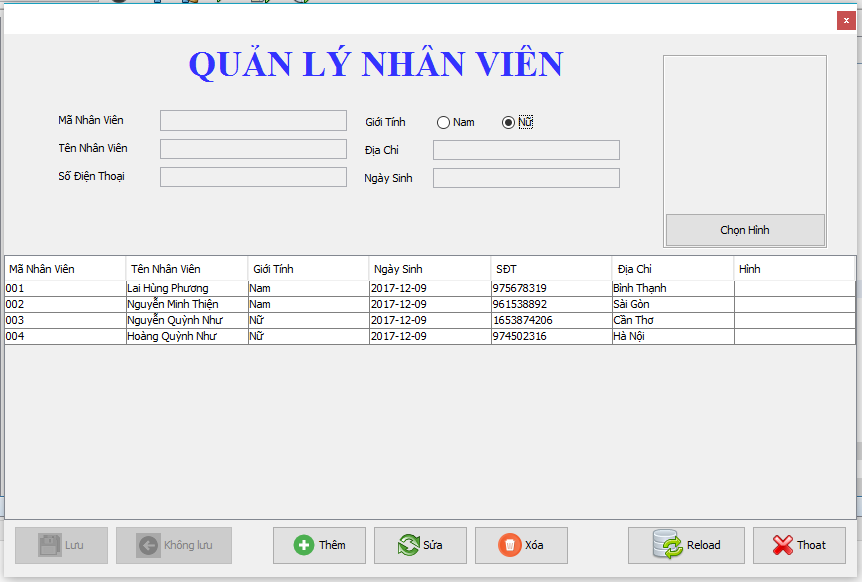 x
QUẢN LÝ NHÂN VIÊN
Mã Nhân Viên Giới Tính Nam Nữ
Tên Nhân Viên Địa Chỉ
Số Điện Thoại Ngày Sinh
Chọn Hình
Mã Nhân Viên Tên Nhân Viên Giới Tính Ngày Sinh SĐT Địa Chỉ Hình
001 Lai Hùng Phương Nam 2017-12-09 975678319 Bình Thạnh
002 Nguyễn Minh Thiện Nam 2017-12-09 961538892 Sài Gòn
003 Nguyễn Quỳnh Như Nữ 2017-12-09 1653874206 Cần Thơ
004 Hoàng Quỳnh Như Nữ 2017-12-09 974502316 Hà Nội
Lưu Không lưu Thêm Sửa Xóa Reload Thoat